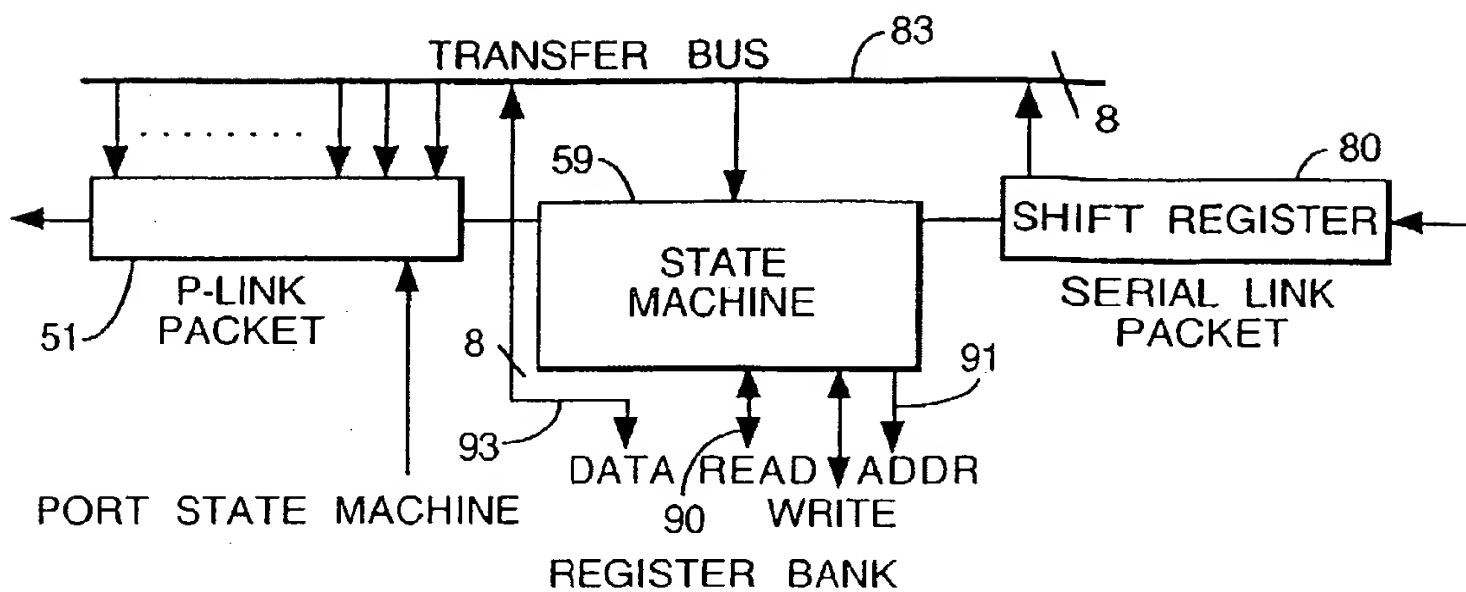 TRANSFER BUS
83
8
59
80
SHIFT REGISTER
STATE
MACHINE
P-LINK
PACKET
51
SERIAL LINK
PACKET
8
91
93
DATA READ ADDR
PORT STATE MACHINE
90
WRITE
REGISTER BANK